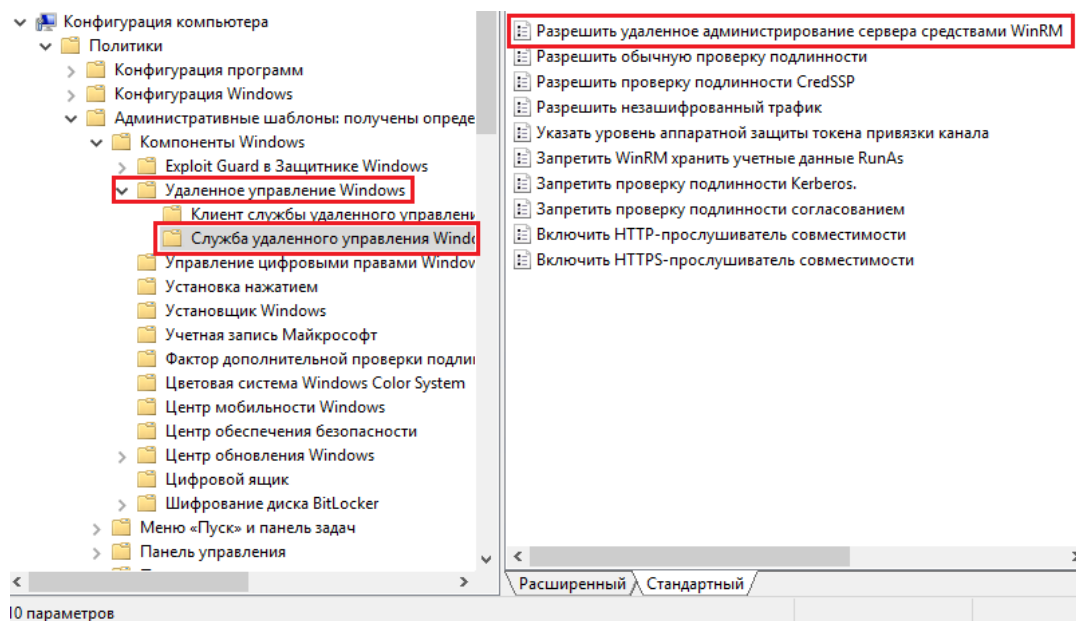 Конфигурация компьютера
Политики
Конфигурация программ
Конфигурация Windows
Административные шаблоны: получены опреде
Компоненты Windows
Exploit Guard в Защитнике Windows
Удаленное управление Windows
Клиент службы удаленного управлени
Служба удаленного управления Windo
Управление цифровыми правами Window
Установка нажатием
Установщик Windows
Учетная запись Майкрософт
Фактор дополнительной проверки подли
Цветовая система Windows Color System
Центр мобильности Windows
Центр обеспечения безопасности
Центр обновления Windows
Цифровой ящик
Шифрование диска BitLocker
Меню «Пуск» и панель задач
Панель управления
Разрешить удаленное администрирование сервера средствами WinRM
Разрешить обычную проверку подлинности
Разрешить проверку подлинности CredSSP
Разрешить незашифрованный трафик
Указать уровень аппаратной защиты токена привязки канала
Запретить WinRM хранить учетные данные RunAs
Запретить проверку подлинности Kerberos.
Запретить проверку подлинности согласованием
Включить HTTP-прослушиватель совместимости
Включить HTTPS-прослушиватель совместимости
Расширенный
Стандартный
10 параметров